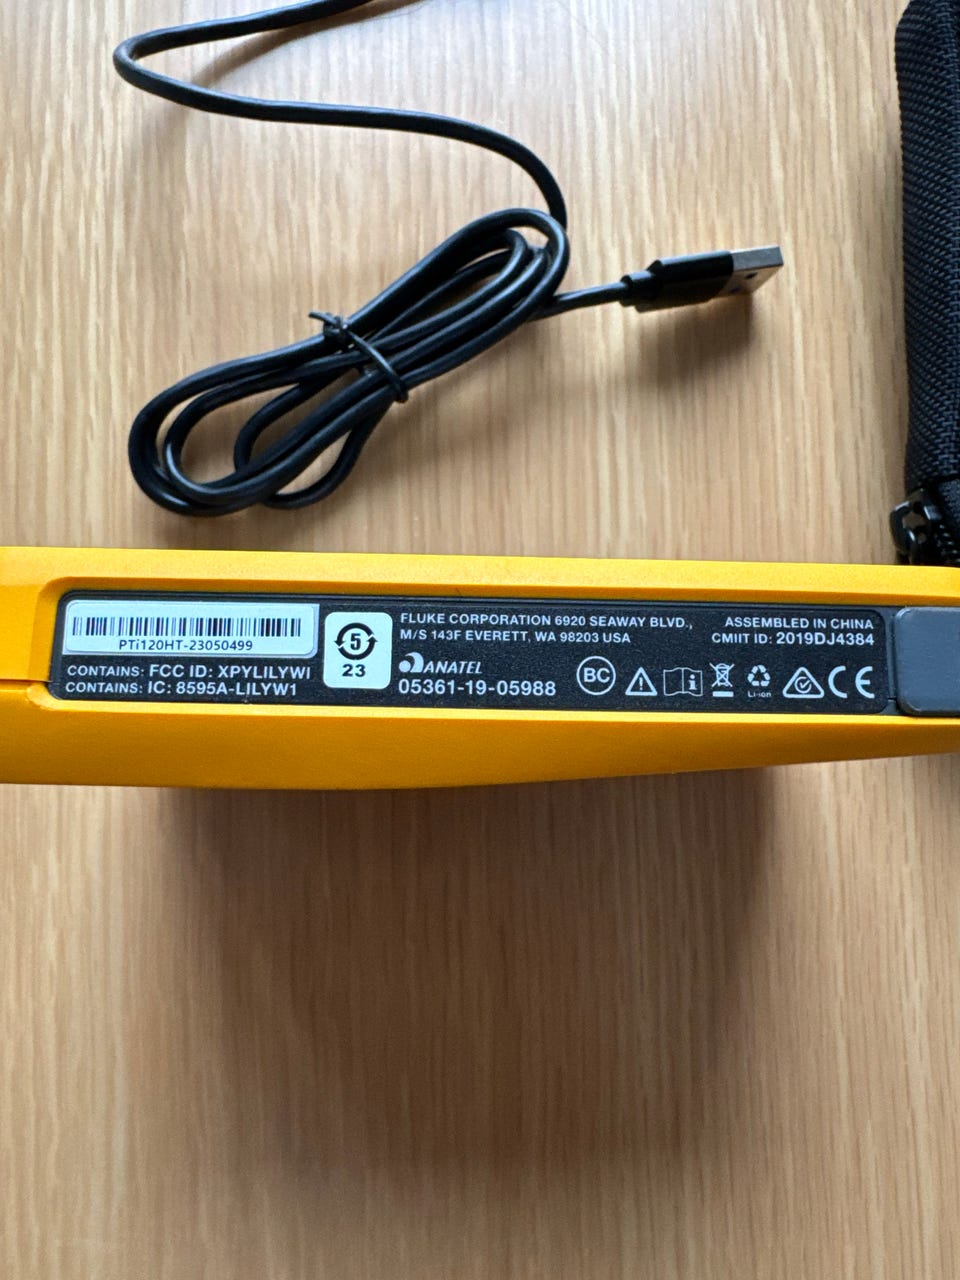 PTi120HT-23050499
CONTAINS: FCC ID: XPYLILYWI
CONTAINS: IC: 8595A-LILYW1
5
23
FLUKE CORPORATION 6920 SEAWAY BLVD.,
M/S 143F EVERETT, WA 98203 USA
ANATEL
05361-19-05988
ASSEMBLED IN CHINA
CMIIT ID: 2019DJ4384
BC
i
Li-ion
CE